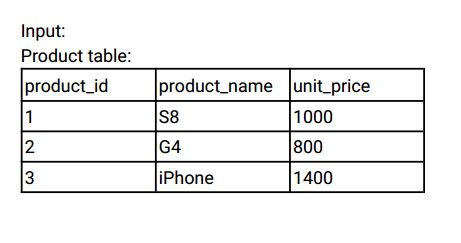 Input:
Product table:
product_id product_name unit_price
1 S8 1000
2 G4 800
3 iPhone 1400